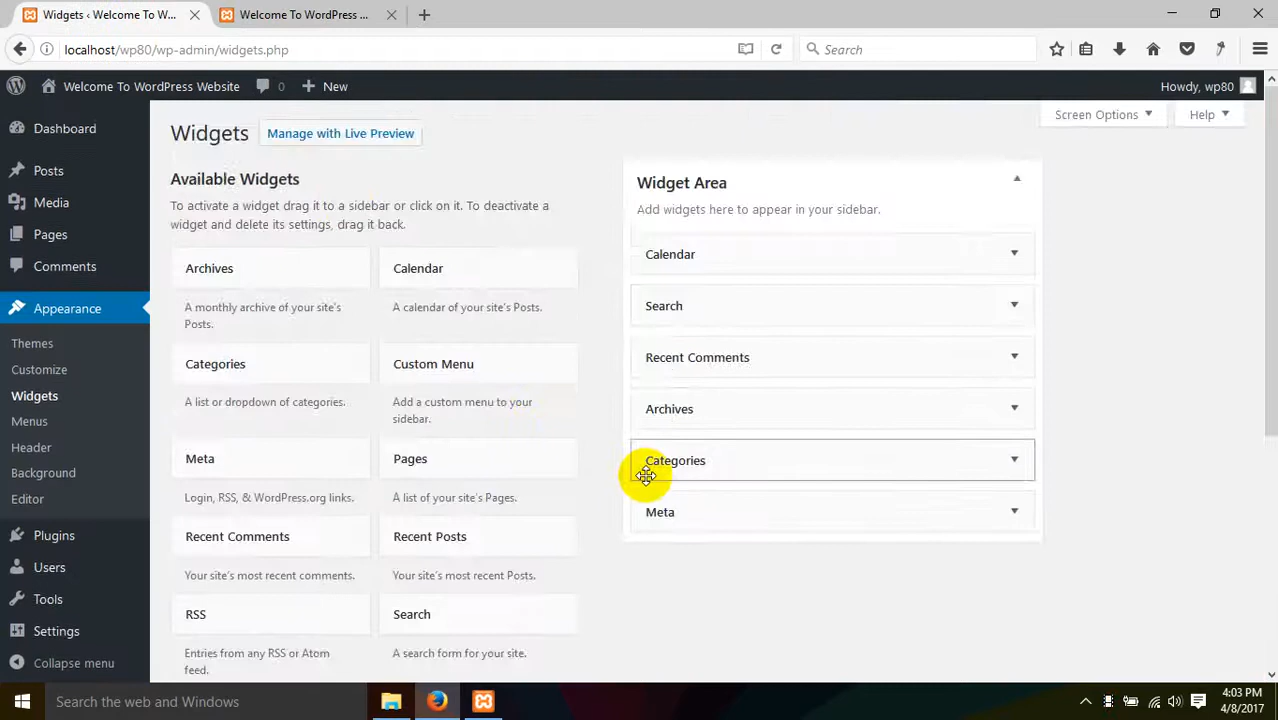 Widgets ‹ Welcome To W...
Welcome To WordPress ...
localhost/wp80/wp-admin/widgets.php
Search
Welcome To WordPress Website
0
New
Howdy, wp80
Dashboard
Posts
Media
Pages
Comments
Appearance
Themes
Customize
Widgets
Menus
Header
Background
Editor
Plugins
Users
Tools
Settings
Collapse menu
Screen Options
Help
Widgets
Manage with Live Preview
Available Widgets
To activate a widget drag it to a sidebar or click on it. To deactivate a
widget and delete its settings, drag it back.
Archives
A monthly archive of your site's
Posts.
Calendar
A calendar of your site's Posts.
Categories
A list or dropdown of categories.
Custom Menu
Add a custom menu to your
sidebar.
Meta
Login, RSS, & WordPress.org links.
Pages
A list of your site's Pages.
Recent Comments
Your site's most recent comments.
Recent Posts
Your site's most recent Posts.
RSS
Entries from any RSS or Atom
feed.
Search
A search form for your site.
Widget Area
Add widgets here to appear in your sidebar.
Calendar
Search
Recent Comments
Archives
Categories
Meta
Search the web and Windows
4:03 PM
4/8/2017